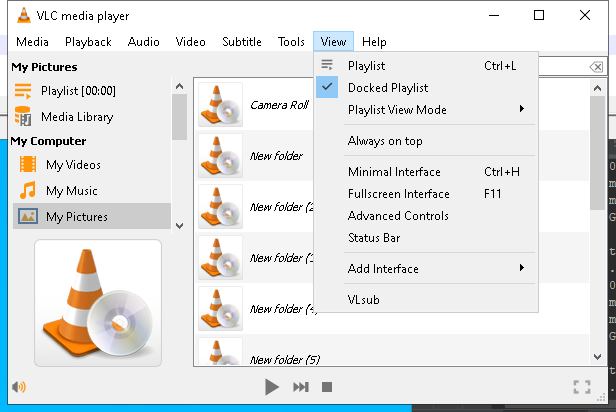 VLC media player
Media Playback Audio Video Subtitle Tools View Help
My Pictures
Playlist [00:00]
Media Library
My Computer
My Videos
My Music
My Pictures
Camera Roll
New folder
New folder (2
New folder (3
New folder (4)
New folder (5)
Playlist Ctrl+L
Docked Playlist
Playlist View Mode
Always on top
Minimal Interface Ctrl+H
Fullscreen Interface F11
Advanced Controls
Status Bar
Add Interface
VLsub